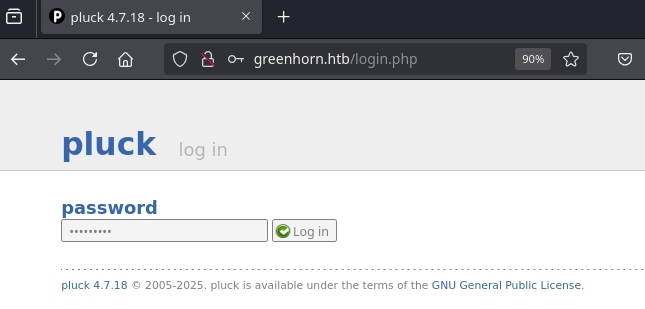 pluck 4.7.18 - log in
greenhorn.htb/login.php 90%
pluck log in
password
Log in
pluck 4.7.18 © 2005-2025. pluck is available under the terms of the GNU General Public License.